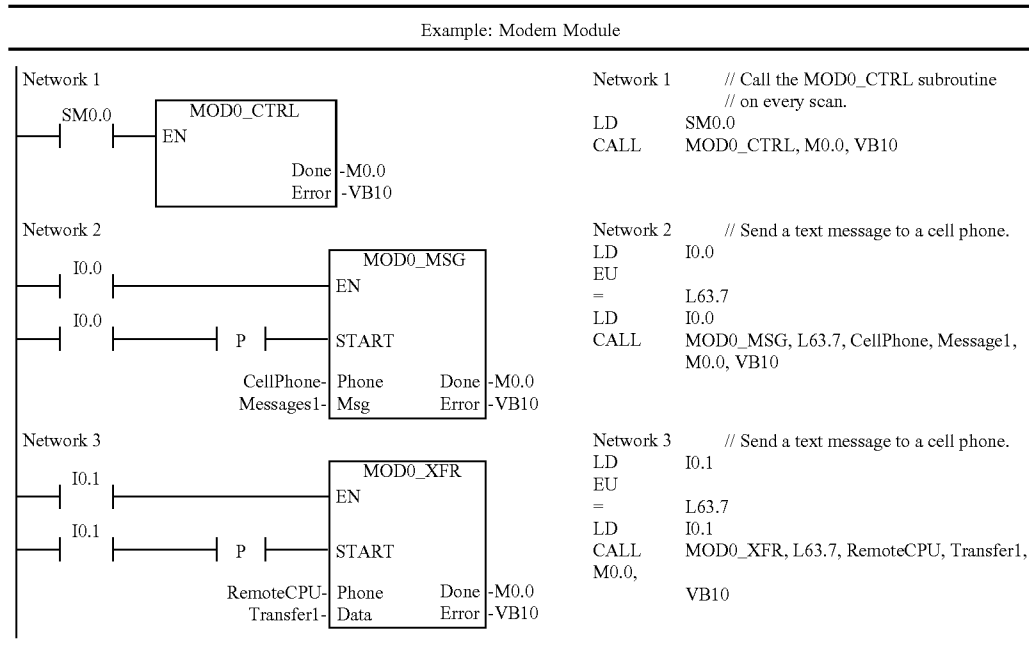 Example: Modem Module
Network 1
SM0.0
MOD0_CTRL
EN
Done -M0.0
Error -VB10
Network 1 // Call the MOD0_CTRL subroutine
// on every scan.
LD SM0.0
CALL MOD0_CTRL, M0.0, VB10
Network 2
I0.0
MOD0_MSG
EN
I0.0
P
START
CellPhone- Phone Done -M0.0
Messages1- Msg Error -VB10
Network 2 // Send a text message to a cell phone.
LD I0.0
EU
= L63.7
LD I0.0
CALL MOD0_MSG, L63.7, CellPhone, Message1,
M0.0, VB10
Network 3
I0.1
MOD0_XFR
EN
I0.1
P
START
RemoteCPU- Phone Done -M0.0
Transfer1- Data Error -VB10
Network 3 // Send a text message to a cell phone.
LD I0.1
EU
= L63.7
LD I0.1
CALL MOD0_XFR, L63.7, RemoteCPU, Transfer1,
M0.0,
VB10